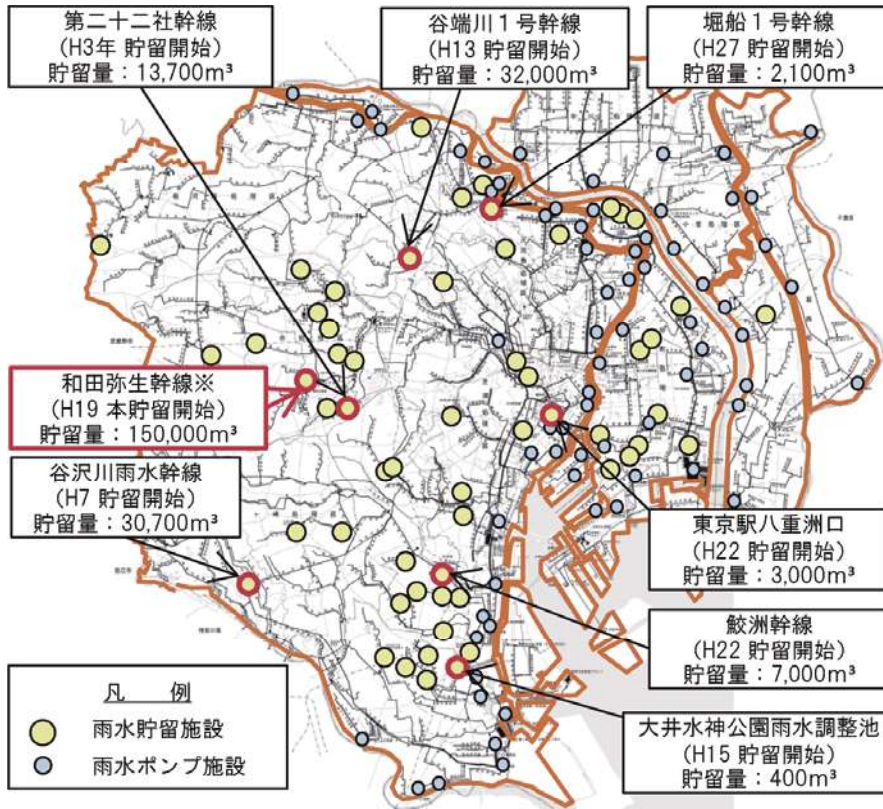 第二十二社幹線
(H3年 貯留開始)
貯留量：13,700m³
谷端川1号幹線
(H13 貯留開始)
貯留量：32,000m³
堀船1号幹線
(H27 貯留開始)
貯留量：2,100m³
和田弥生幹線※
(H19 本貯留開始)
貯留量：150,000m³
谷沢川雨水幹線
(H7 貯留開始)
貯留量：30,700m³
東京駅八重洲口
(H22 貯留開始)
貯留量：3,000m³
鮫洲幹線
(H22 貯留開始)
貯留量：7,000m³
大井水神公園雨水調整池
(H15 貯留開始)
貯留量：400m³
凡　例
雨水貯留施設
雨水ポンプ施設